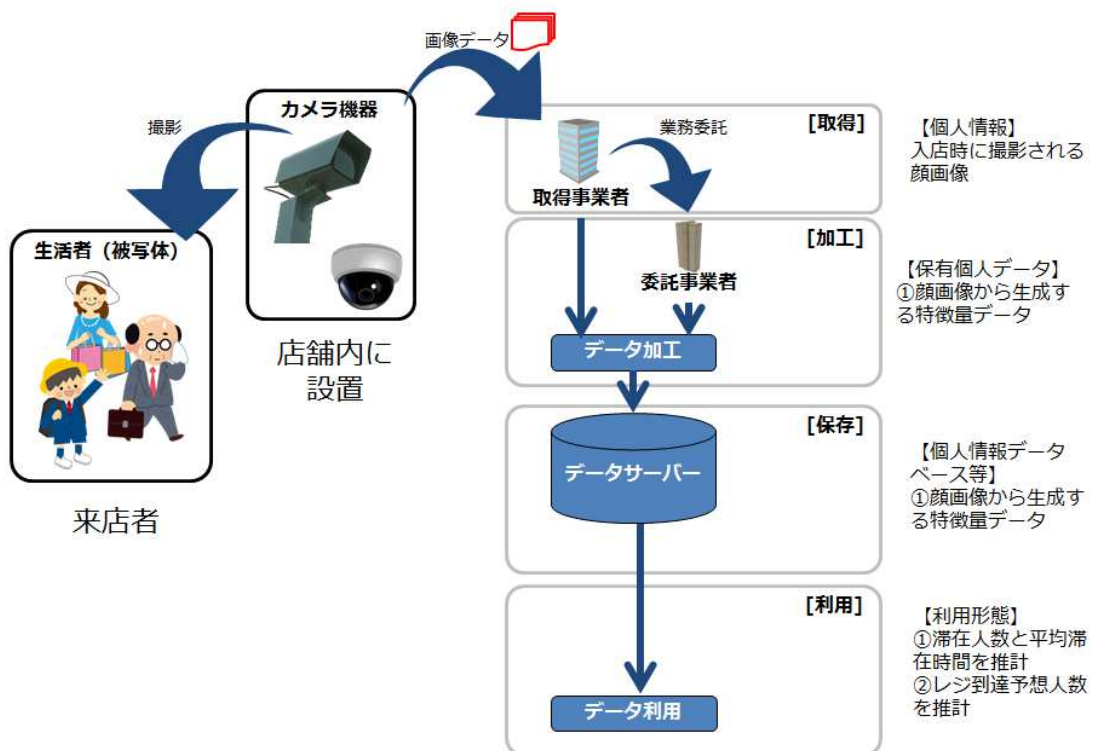 画像データ
カメラ機器
撮影
生活者（被写体）
店舗内に
設置
来店者
[取得]
業務委託
取得事業者
【個人情報】
入店時に撮影される
顔画像
[加工]
委託事業者
データ加工
【保有個人データ】
①顔画像から生成す
る特徴量データ
[保存]
データサーバー
【個人情報データ
ベース等】
①顔画像から生成す
る特徴量データ
[利用]
データ利用
【利用形態】
①滞在人数と平均滞
在時間を推計
②レジ到達予想人数
を推計